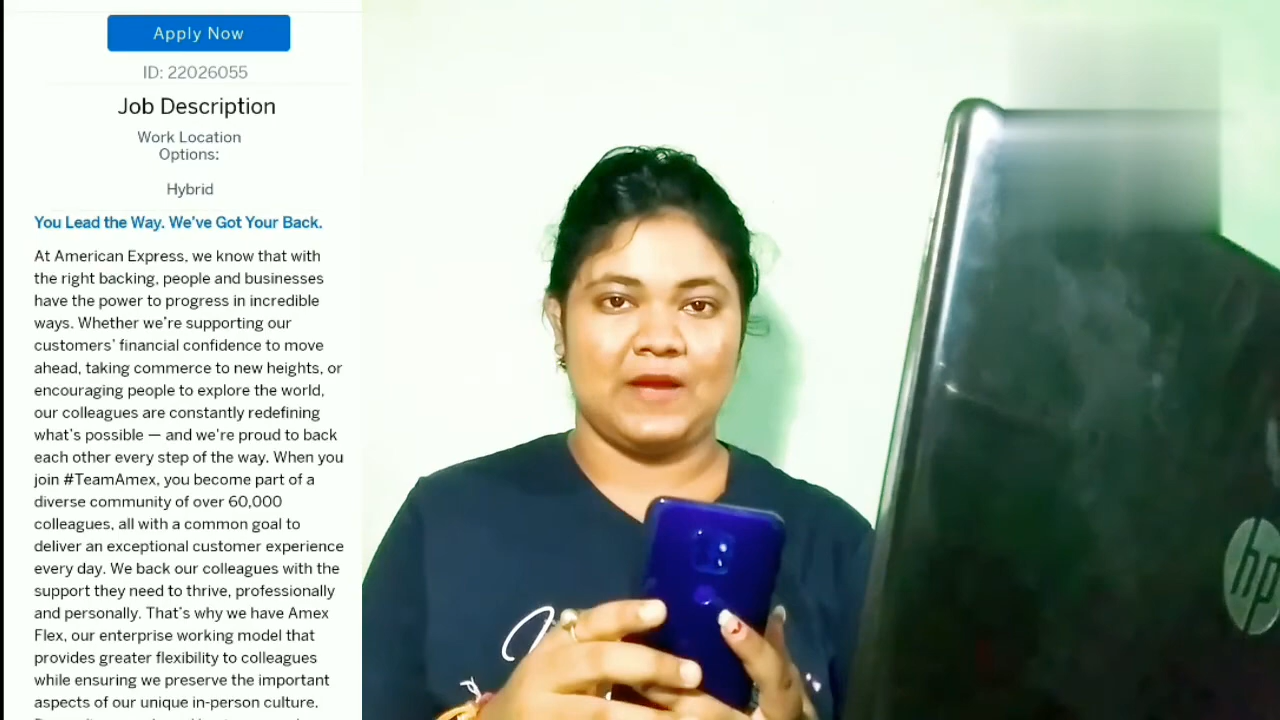 Apply Now
ID: 22026055
Job Description
Work Location
Options:
Hybrid
You Lead the Way. We've Got Your Back.
At American Express, we know that with
the right backing, people and businesses
have the power to progress in incredible
ways. Whether we're supporting our
customers' financial confidence to move
ahead, taking commerce to new heights, or
encouraging people to explore the world,
our colleagues are constantly redefining
what's possible — and we're proud to back
each other every step of the way. When you
join #TeamAmex, you become part of a
diverse community of over 60,000
colleagues, all with a common goal to
deliver an exceptional customer experience
every day. We back our colleagues with the
support they need to thrive, professionally
and personally. That's why we have Amex
Flex, our enterprise working model that
provides greater flexibility to colleagues
while ensuring we preserve the important
aspects of our unique in-person culture.
hp